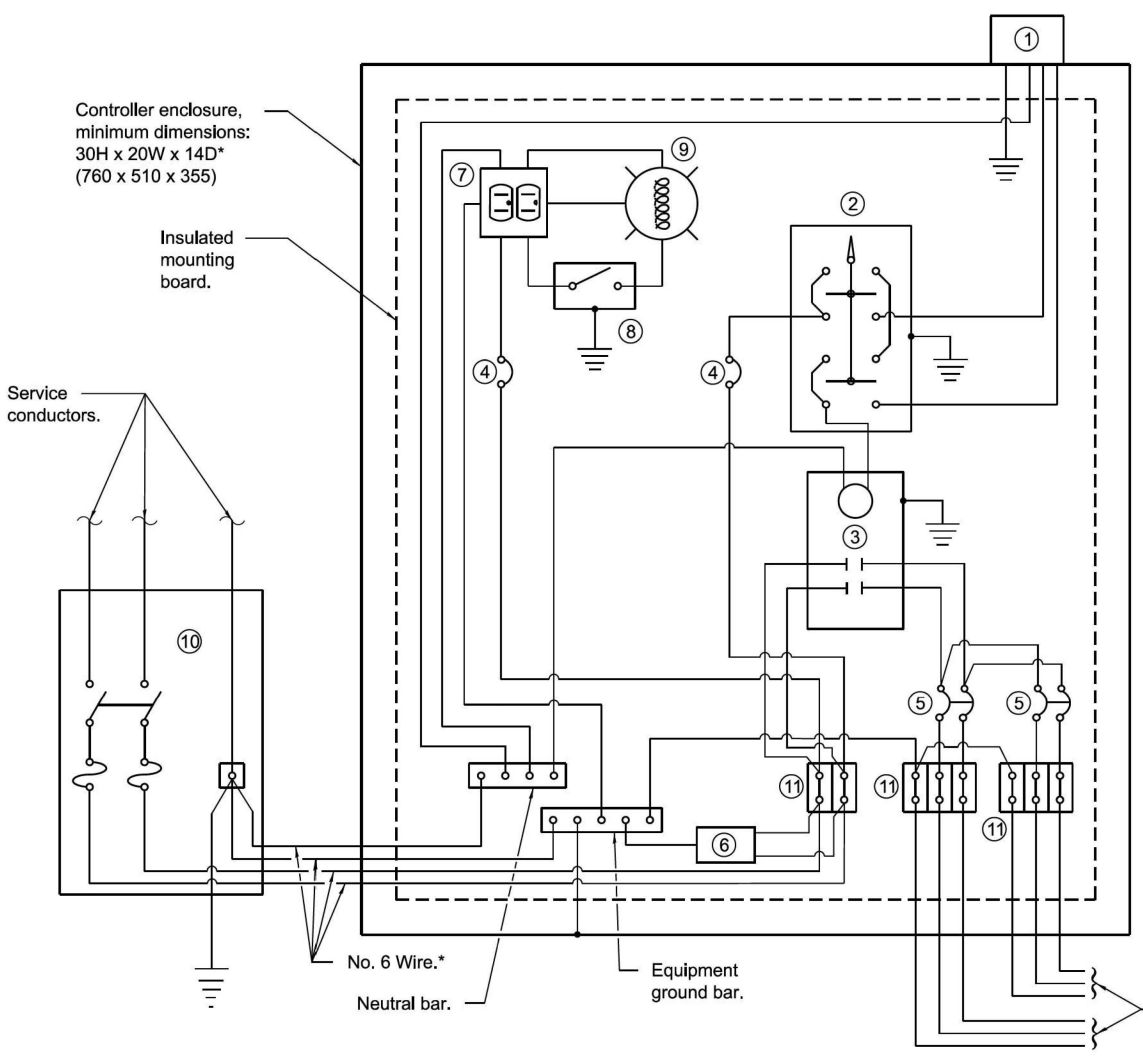 1
Controller enclosure,
minimum dimensions:
30H x 20W x 14D*
(760 x 510 x 355)
7
9
2
Insulated
mounting
board.
8
4
4
Service
conductors.
3
10
5
5
11
11
11
6
No. 6 Wire.*
Neutral bar.
Equipment
ground bar.